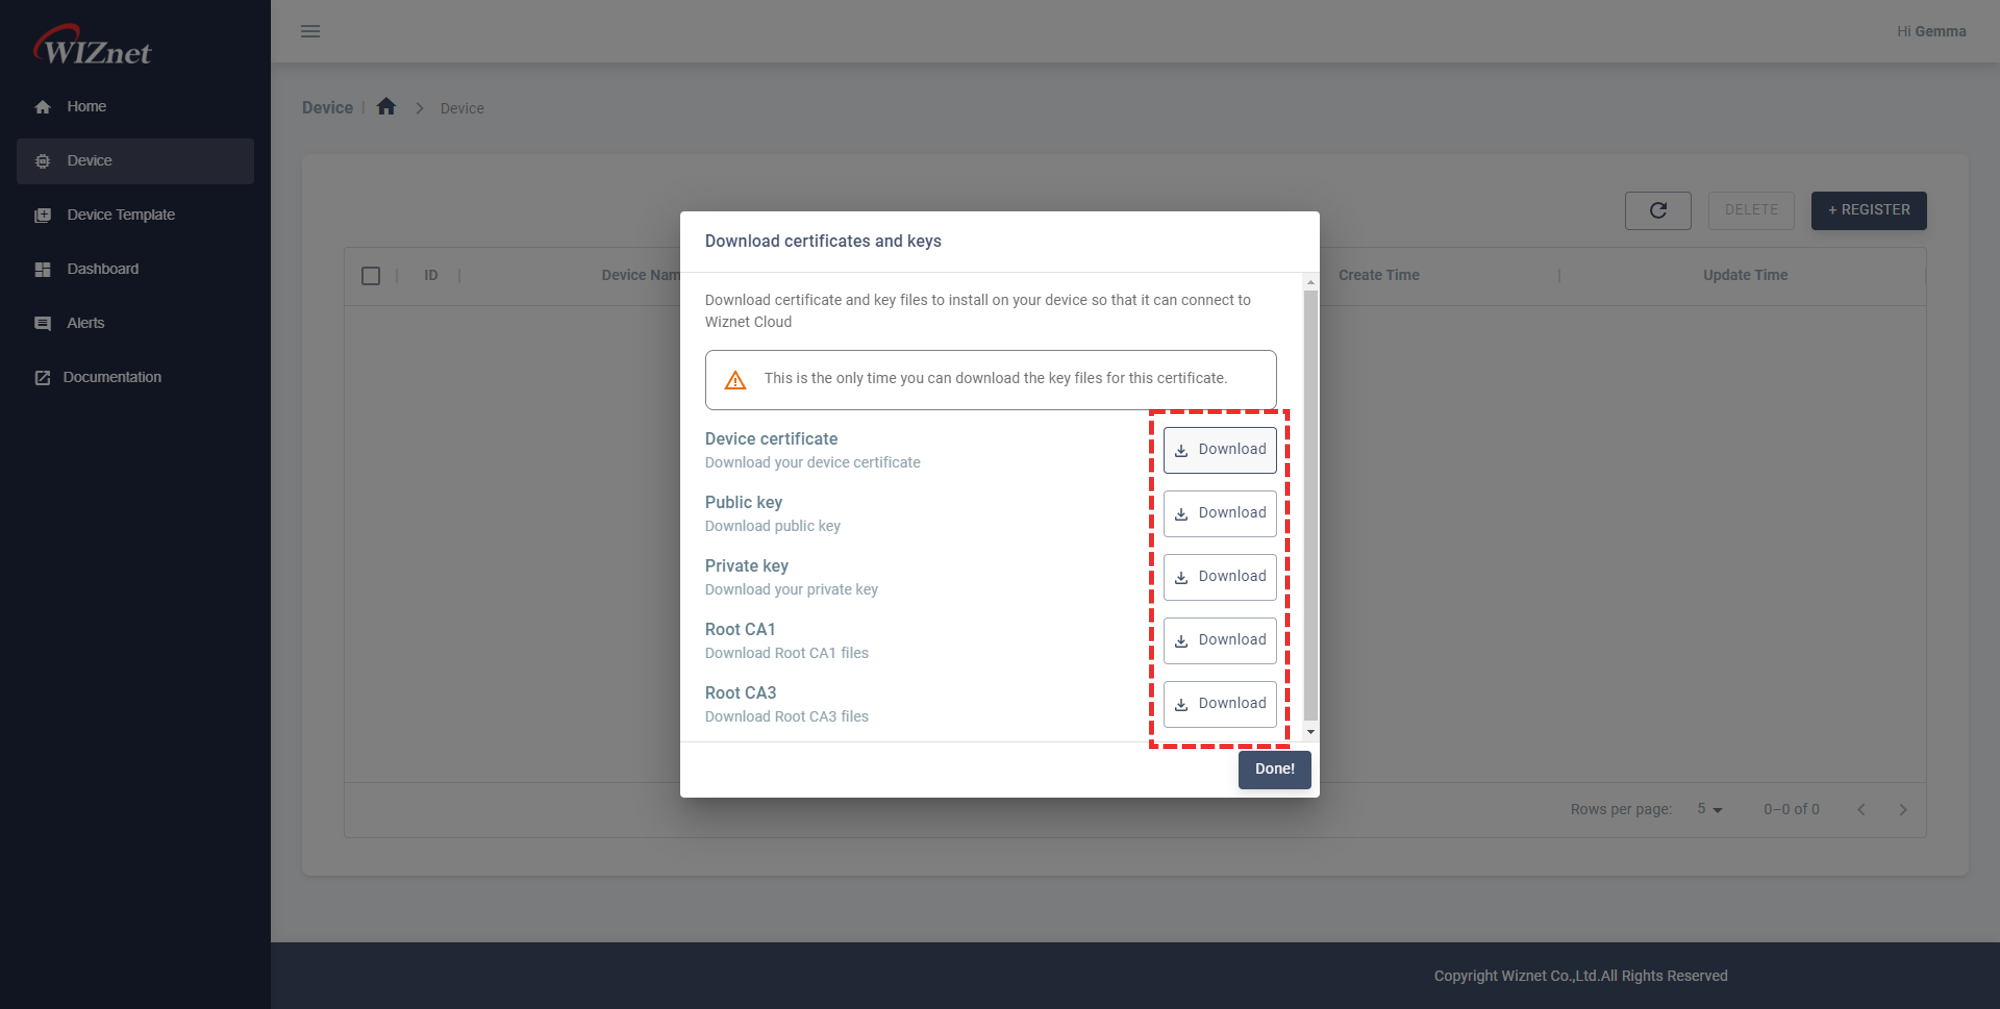 WIZnet
Hi Gemma
Home
Device
Device Template
Dashboard
Alerts
Documentation
Device
Device
DELETE
+ REGISTER
ID
Device Nam
Create Time
Update Time
Download certificates and keys
Download certificate and key files to install on your device so that it can connect to
Wiznet Cloud
This is the only time you can download the key files for this certificate.
Device certificate
Download your device certificate
Download
Public key
Download public key
Download
Private key
Download your private key
Download
Root CA1
Download Root CA1 files
Download
Root CA3
Download Root CA3 files
Download
Done!
Rows per page: 5 0–0 of 0
Copyright Wiznet Co.,Ltd.All Rights Reserved